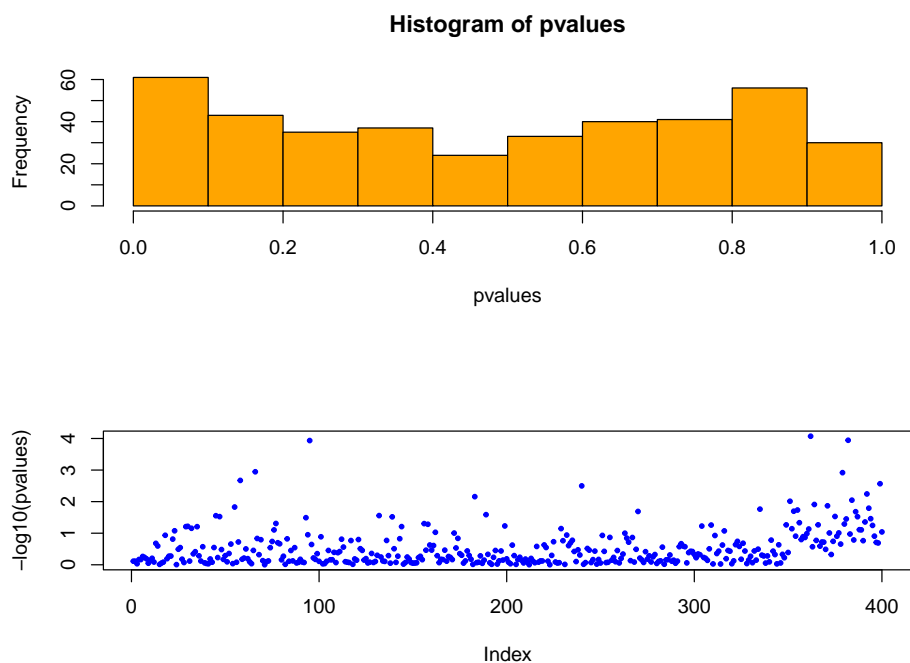 Histogram of pvalues
Frequency
0 20 40 60
0.0 0.2 0.4 0.6 0.8 1.0
pvalues
−log10(pvalues)
0 1 2 3 4
0 100 200 300 400
Index